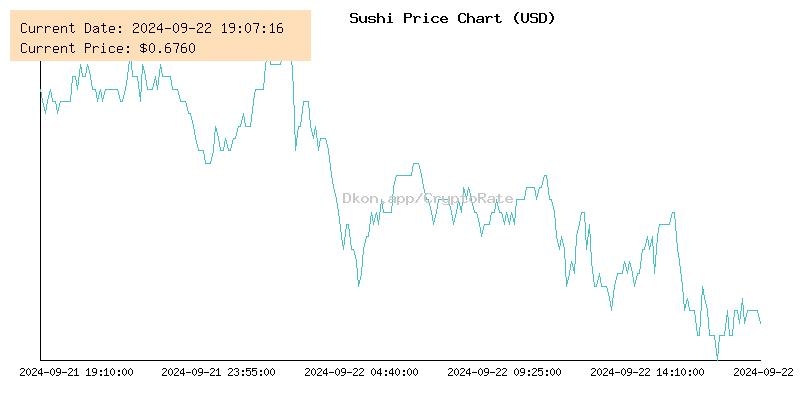 Sushi Price Chart (USD)
Current Date: 2024-09-22 19:07:16
Current Price: $0.6760
Dkon.app/CryptoRate
2024-09-21 19:10:00 2024-09-21 23:55:00 2024-09-22 04:40:00 2024-09-22 09:25:00 2024-09-22 14:10:00 2024-09-22